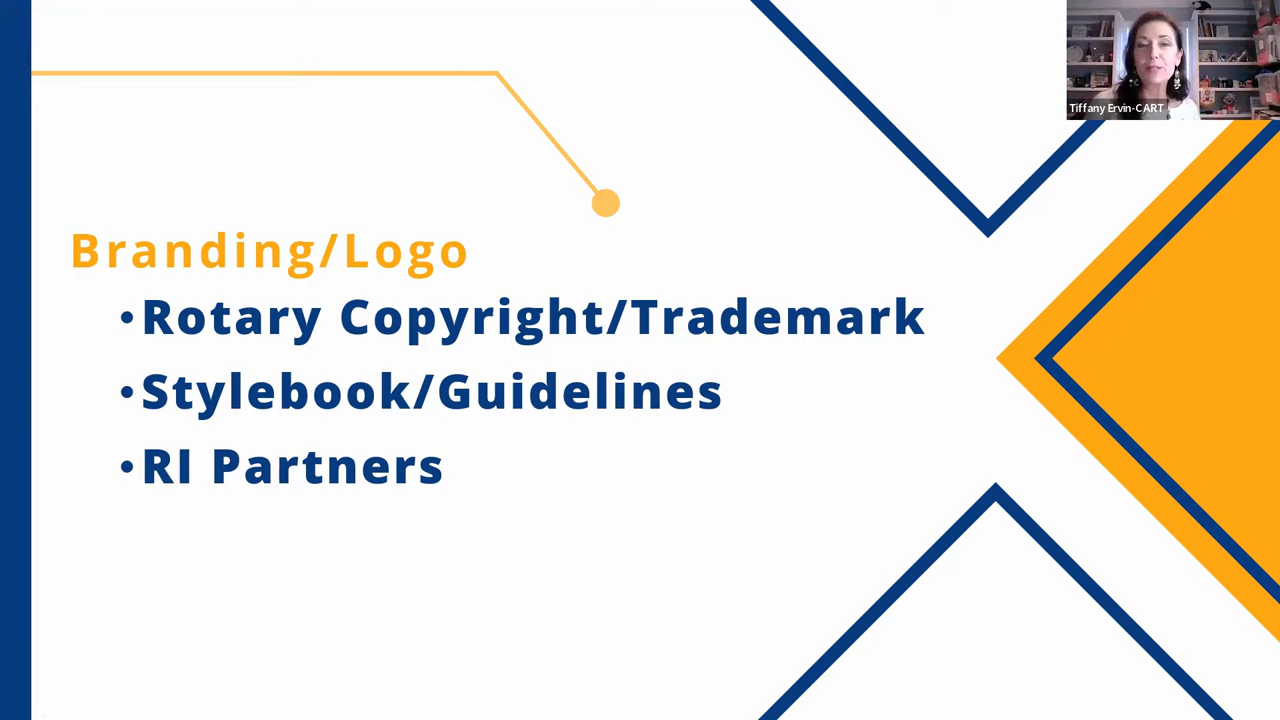 Tiffany Ervin-CART
Branding/Logo
•Rotary Copyright/Trademark
•Stylebook/Guidelines
•RI Partners